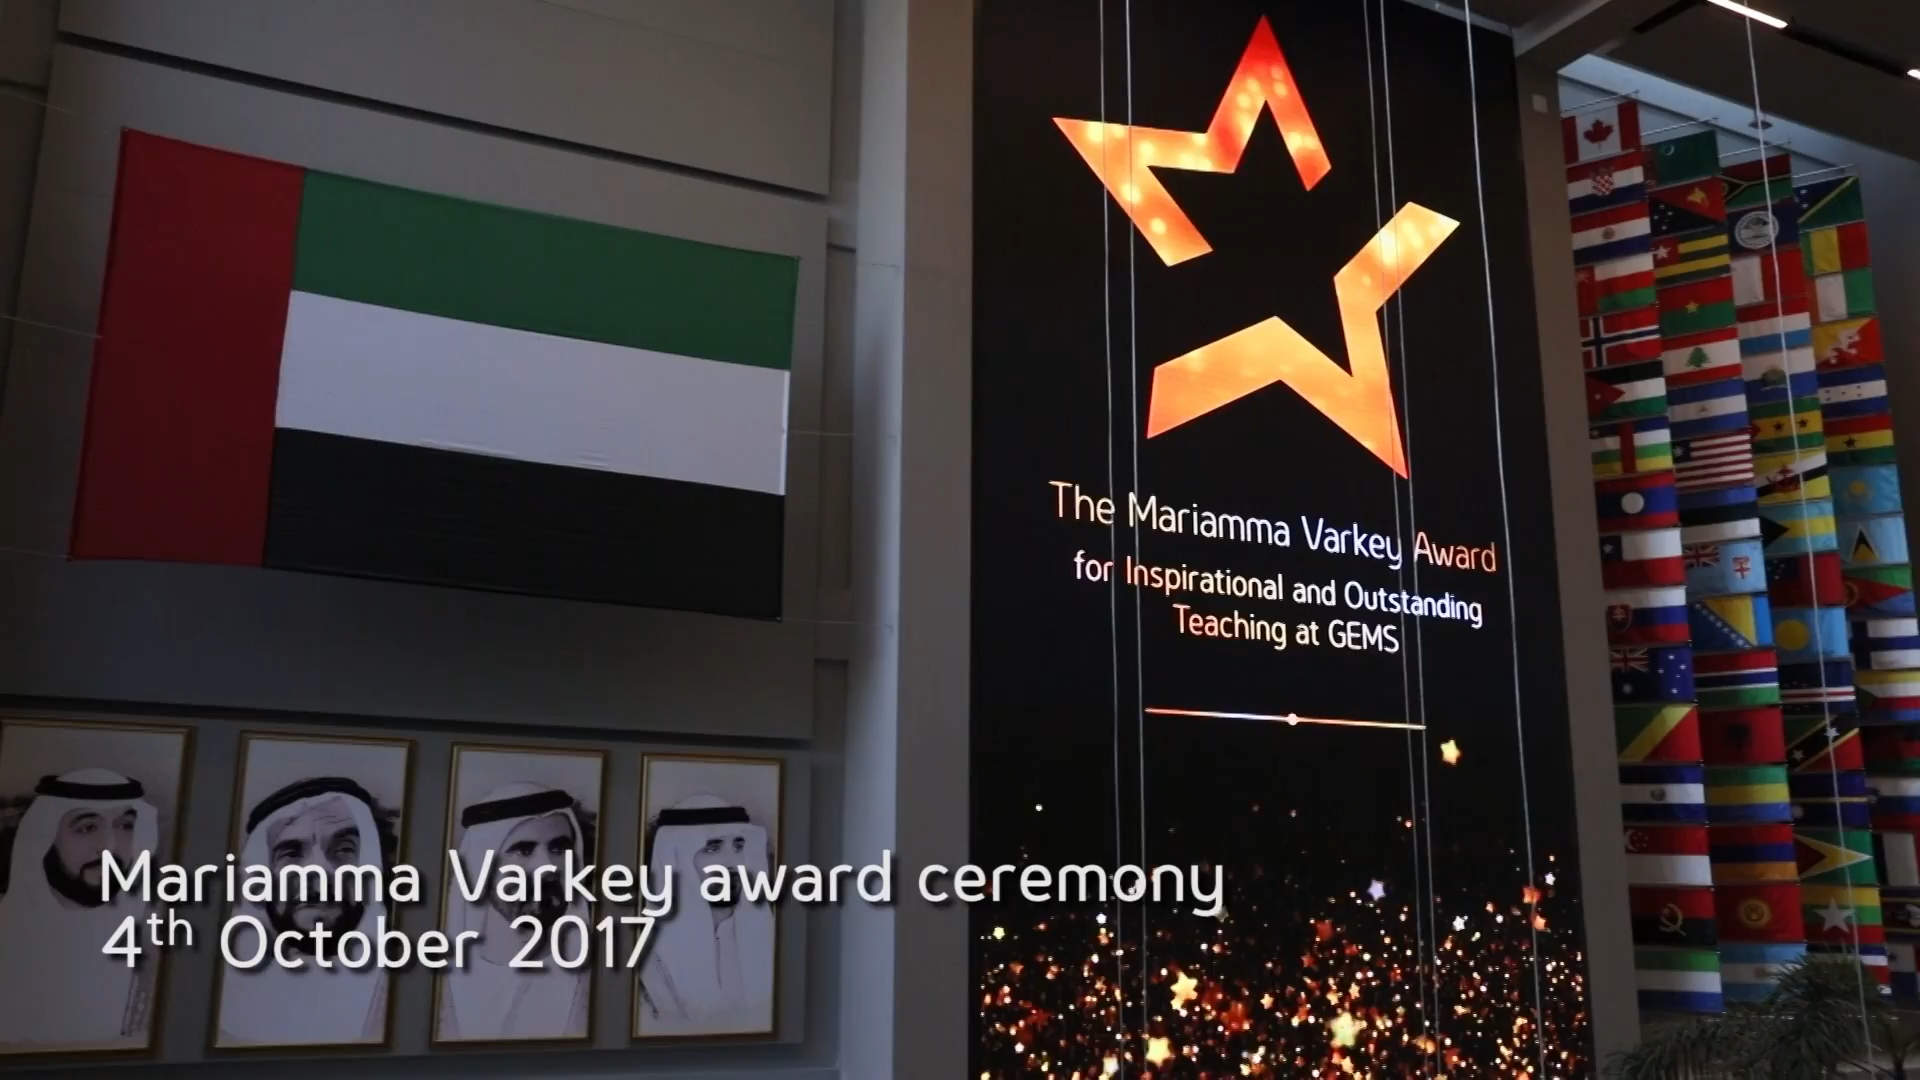 The Mariamma Varkey Award
for Inspirational and Outstanding
Teaching at GEMS
Mariamma Varkey award ceremony
4th October 2017